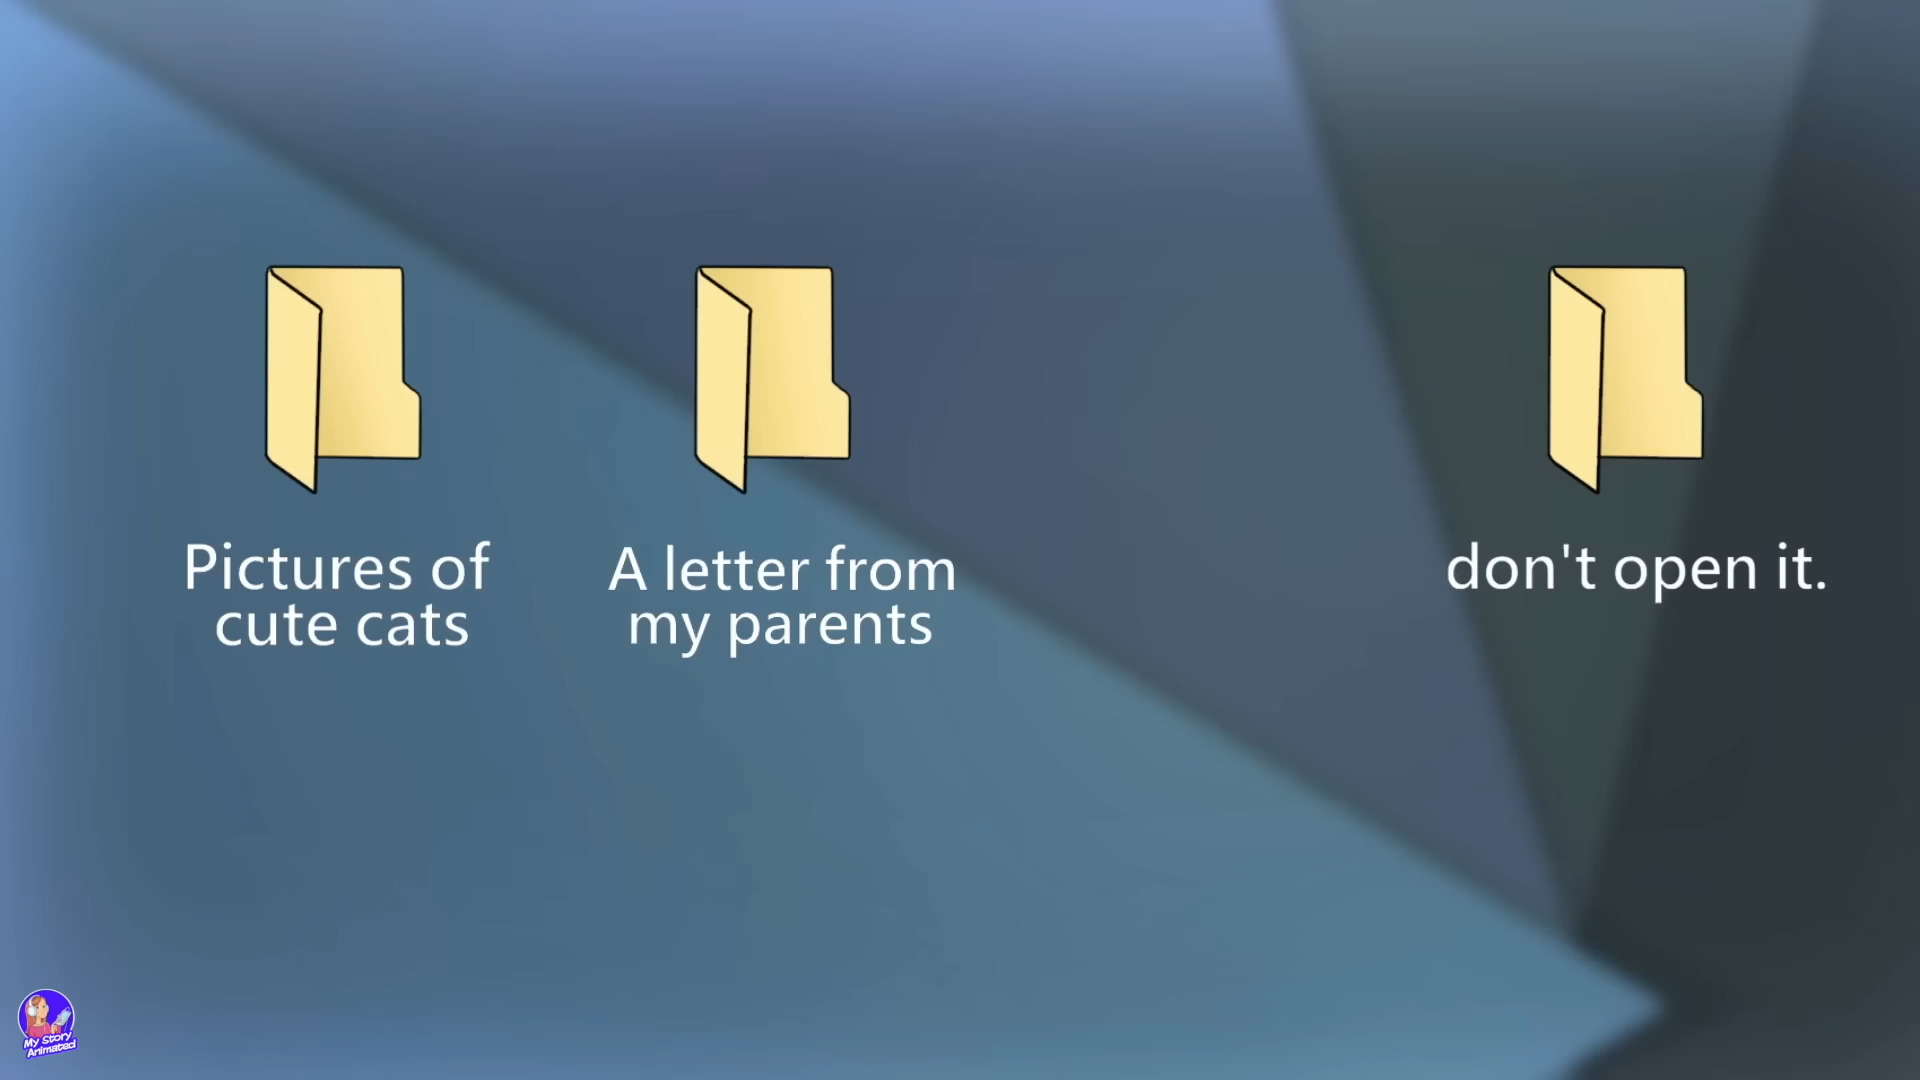 Pictures of
cute cats
A letter from
my parents
don't open it.
My Story
Animated